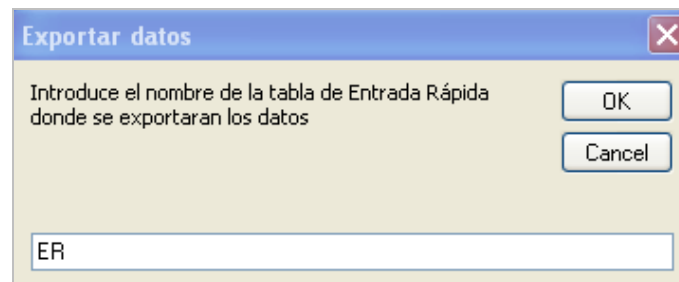 Exportar datos
Introduce el nombre de la tabla de Entrada Rápida
donde se exportaran los datos
OK
Cancel
ER